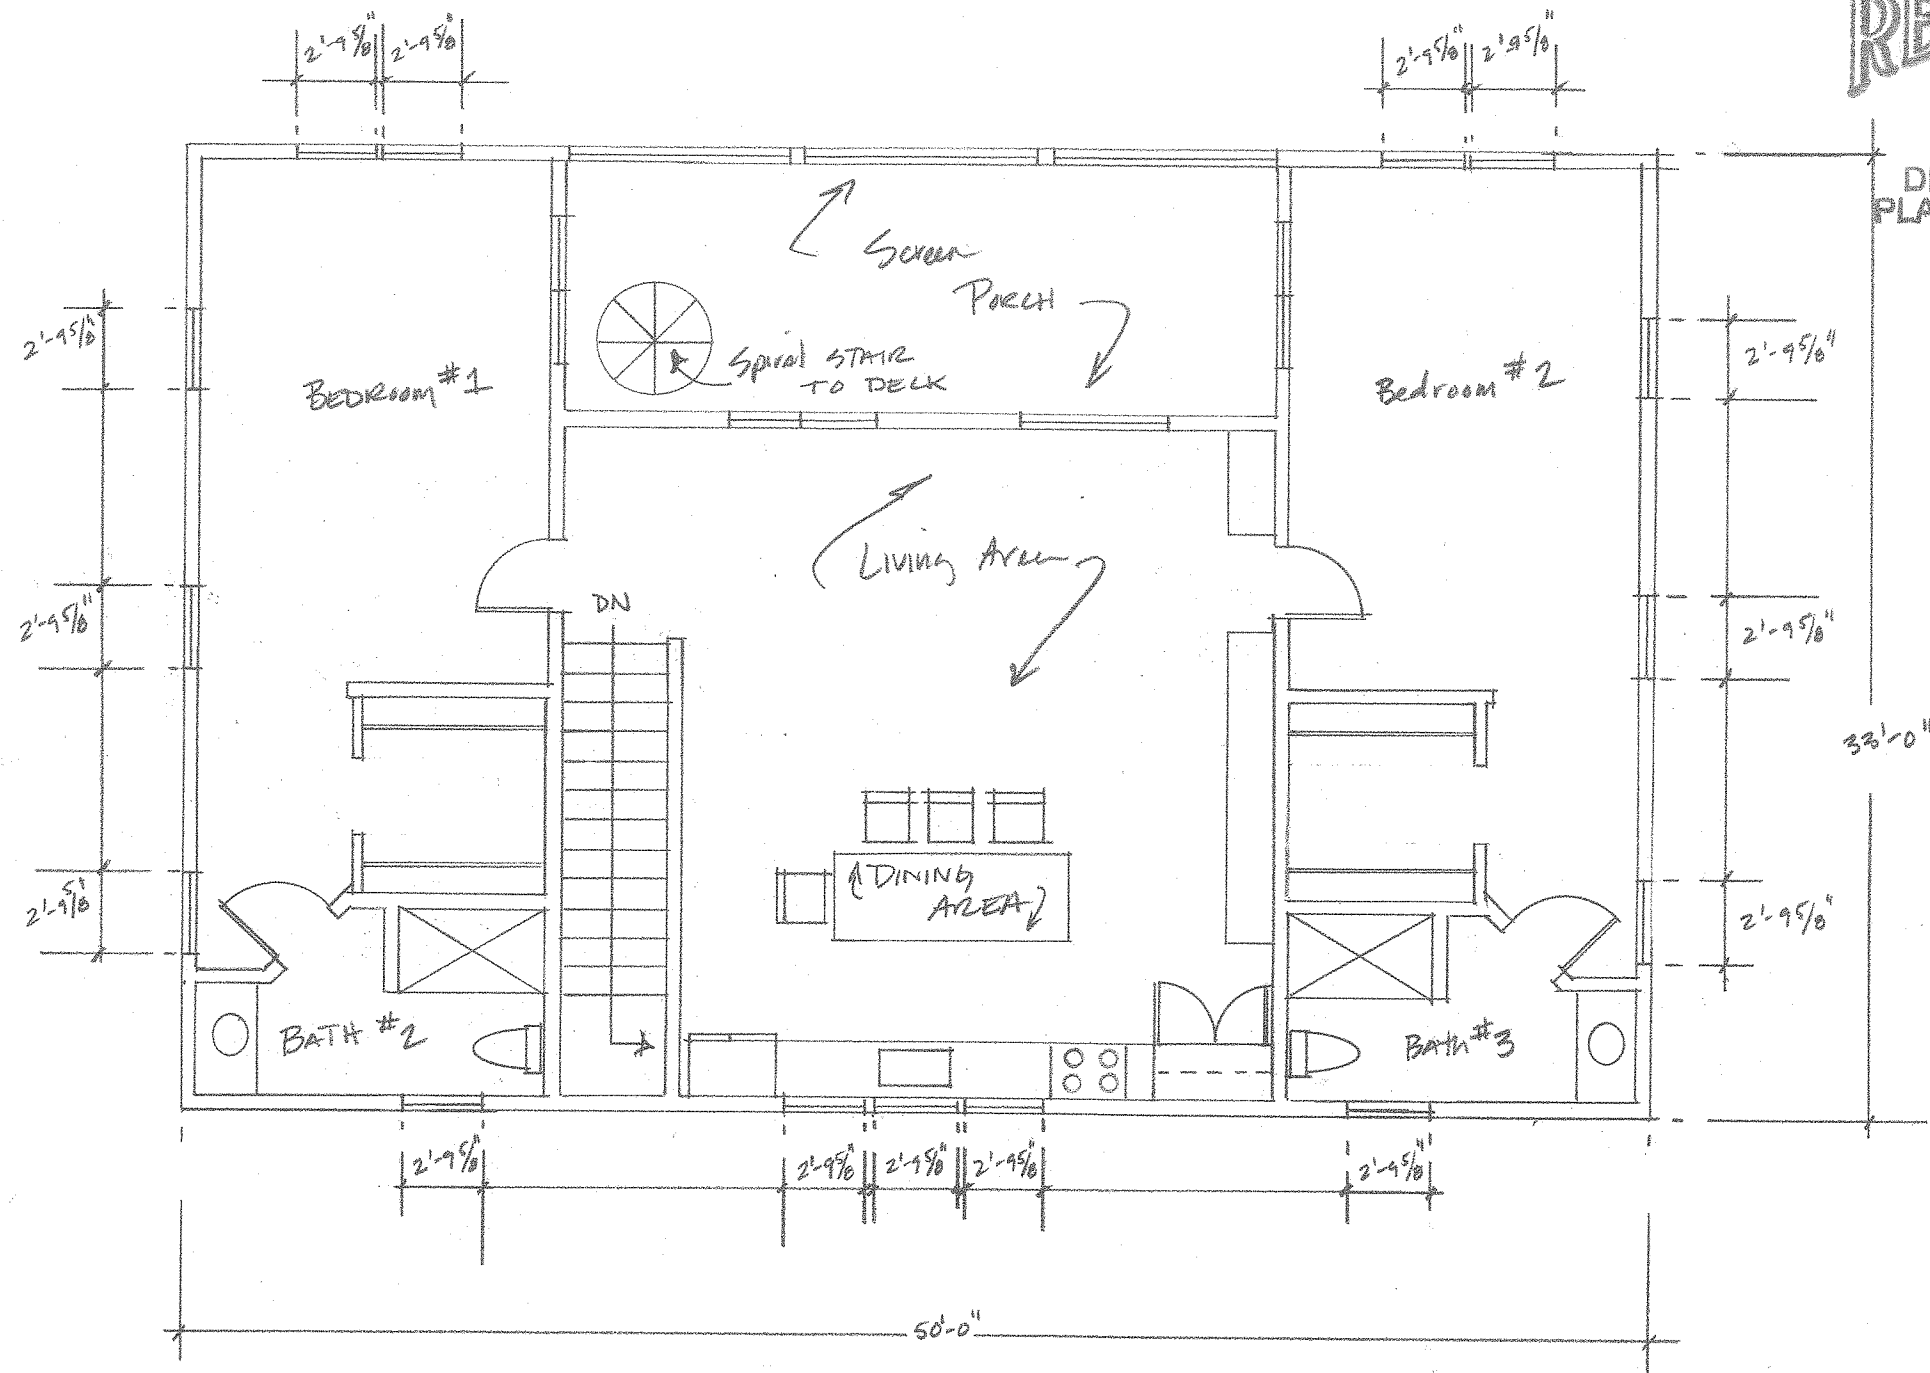 2'-9 5/8" 2'-9 5/8" 2'-9 5/8" 2'-9 5/8"
Screen
PORCH
2'-9 5/8"
Spiral STAIR
TO DECK
2'-9 5/8"
BEDROOM #1
Bedroom #2
Living Area
2'-9 5/8"
DN
2'-9 5/8"
33'-0"
DINING
AREA
2'-9 5/8"
2'-9 5/8"
BATH #2
Bath #3
2'-9 5/8" 2'-9 5/8" 2'-9 5/8" 2'-9 5/8" 2'-9 5/8"
50'-0"